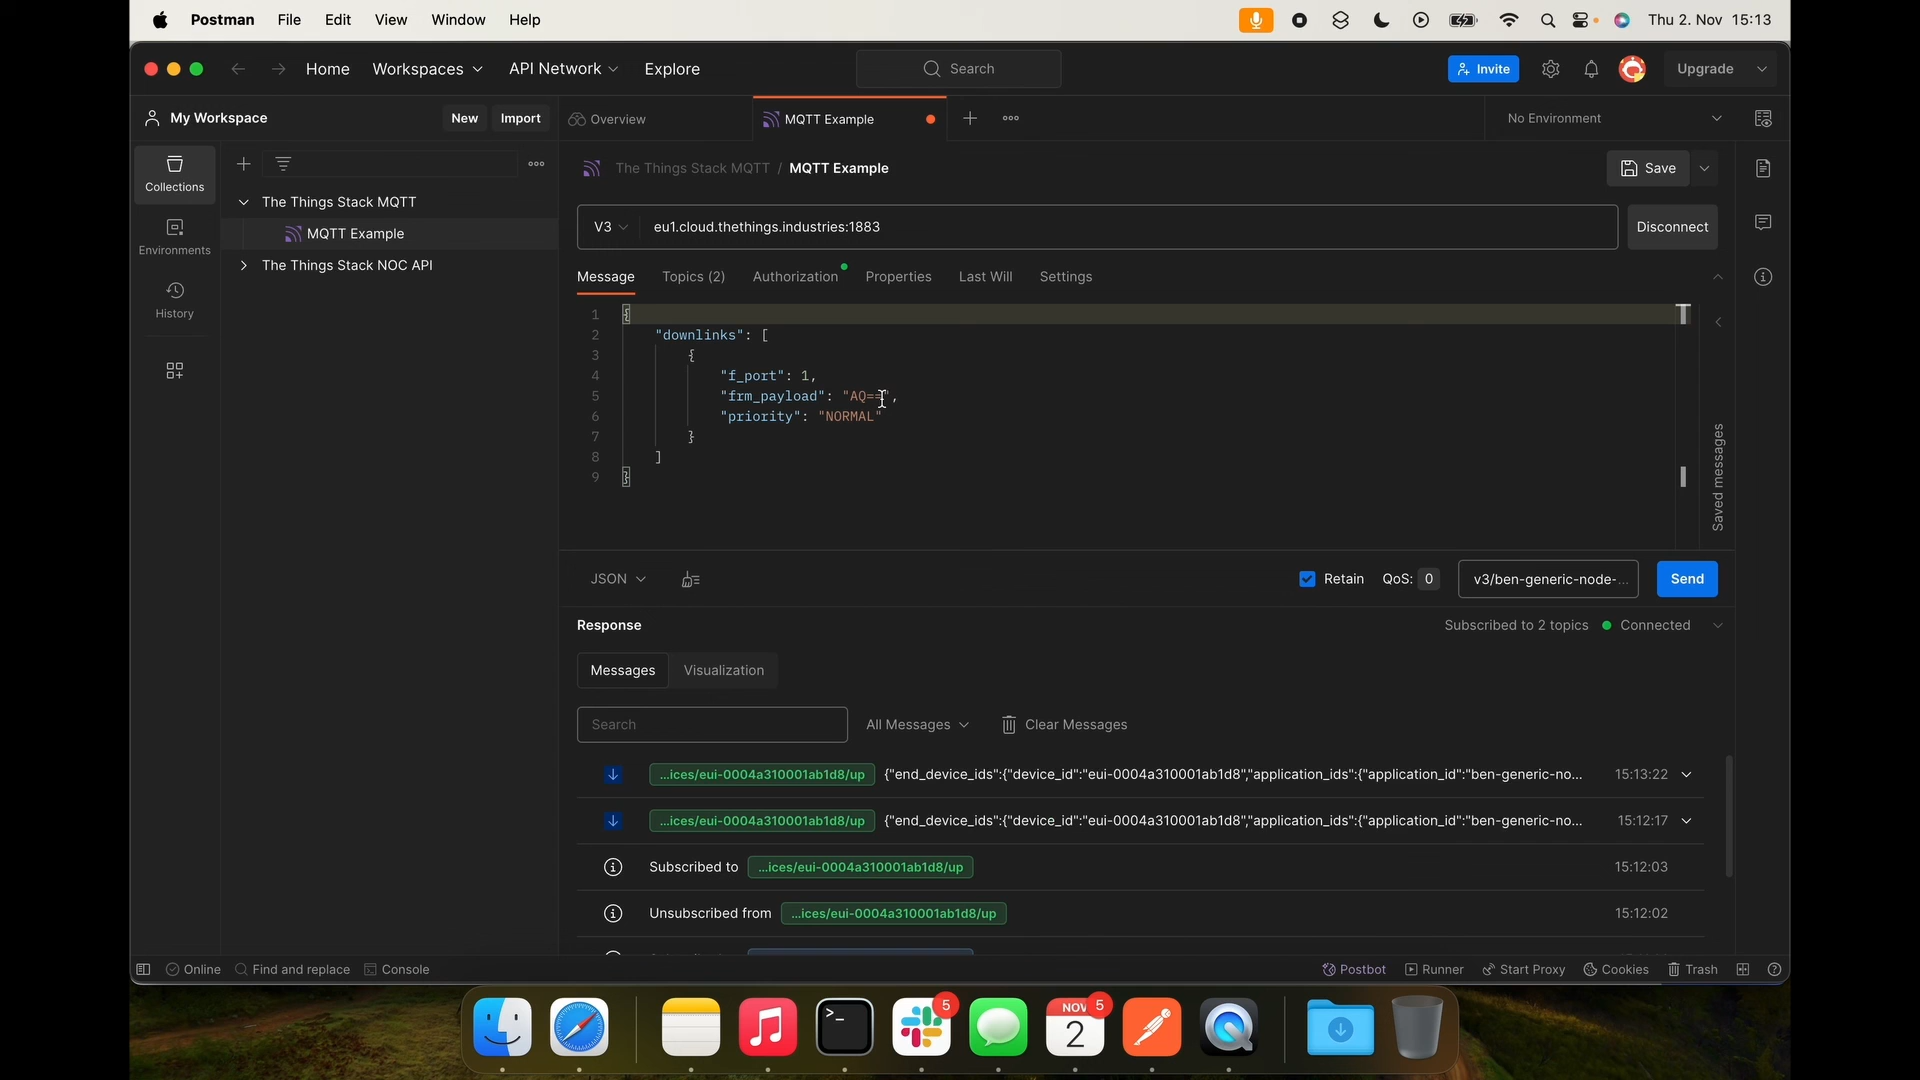 Postman File Edit View Window Help
Thu 2. Nov 15:13
Home Workspaces API Network Explore
Search
Invite
Upgrade
My Workspace
New Import
Overview
MQTT Example
No Environment
Collections
The Things Stack MQTT / MQTT Example
Save
The Things Stack MQTT
MQTT Example
The Things Stack NOC API
Environments
History
V3 eu1.cloud.thethings.industries:1883
Disconnect
Message Topics (2) Authorization Properties Last Will Settings
1 {
2 "downlinks": [
3 {
4 "f_port": 1,
5 "frm_payload": "AQ==",
6 "priority": "NORMAL"
7 }
8 ]
9 }
Saved messages
JSON
Retain QoS: 0 v3/ben-generic-node-... Send
Response
Subscribed to 2 topics Connected
Messages Visualization
Search
All Messages Clear Messages
...ices/eui-0004a310001ab1d8/up {"end_device_ids":{"device_id":"eui-0004a310001ab1d8","application_ids":{"application_id":"ben-generic-no... 15:13:22
...ices/eui-0004a310001ab1d8/up {"end_device_ids":{"device_id":"eui-0004a310001ab1d8","application_ids":{"application_id":"ben-generic-no... 15:12:17
Subscribed to ...ices/eui-0004a310001ab1d8/up 15:12:03
Unsubscribed from ...ices/eui-0004a310001ab1d8/up 15:12:02
Online Find and replace Console
Postbot Runner Start Proxy Cookies Trash
5
NOV 5
2